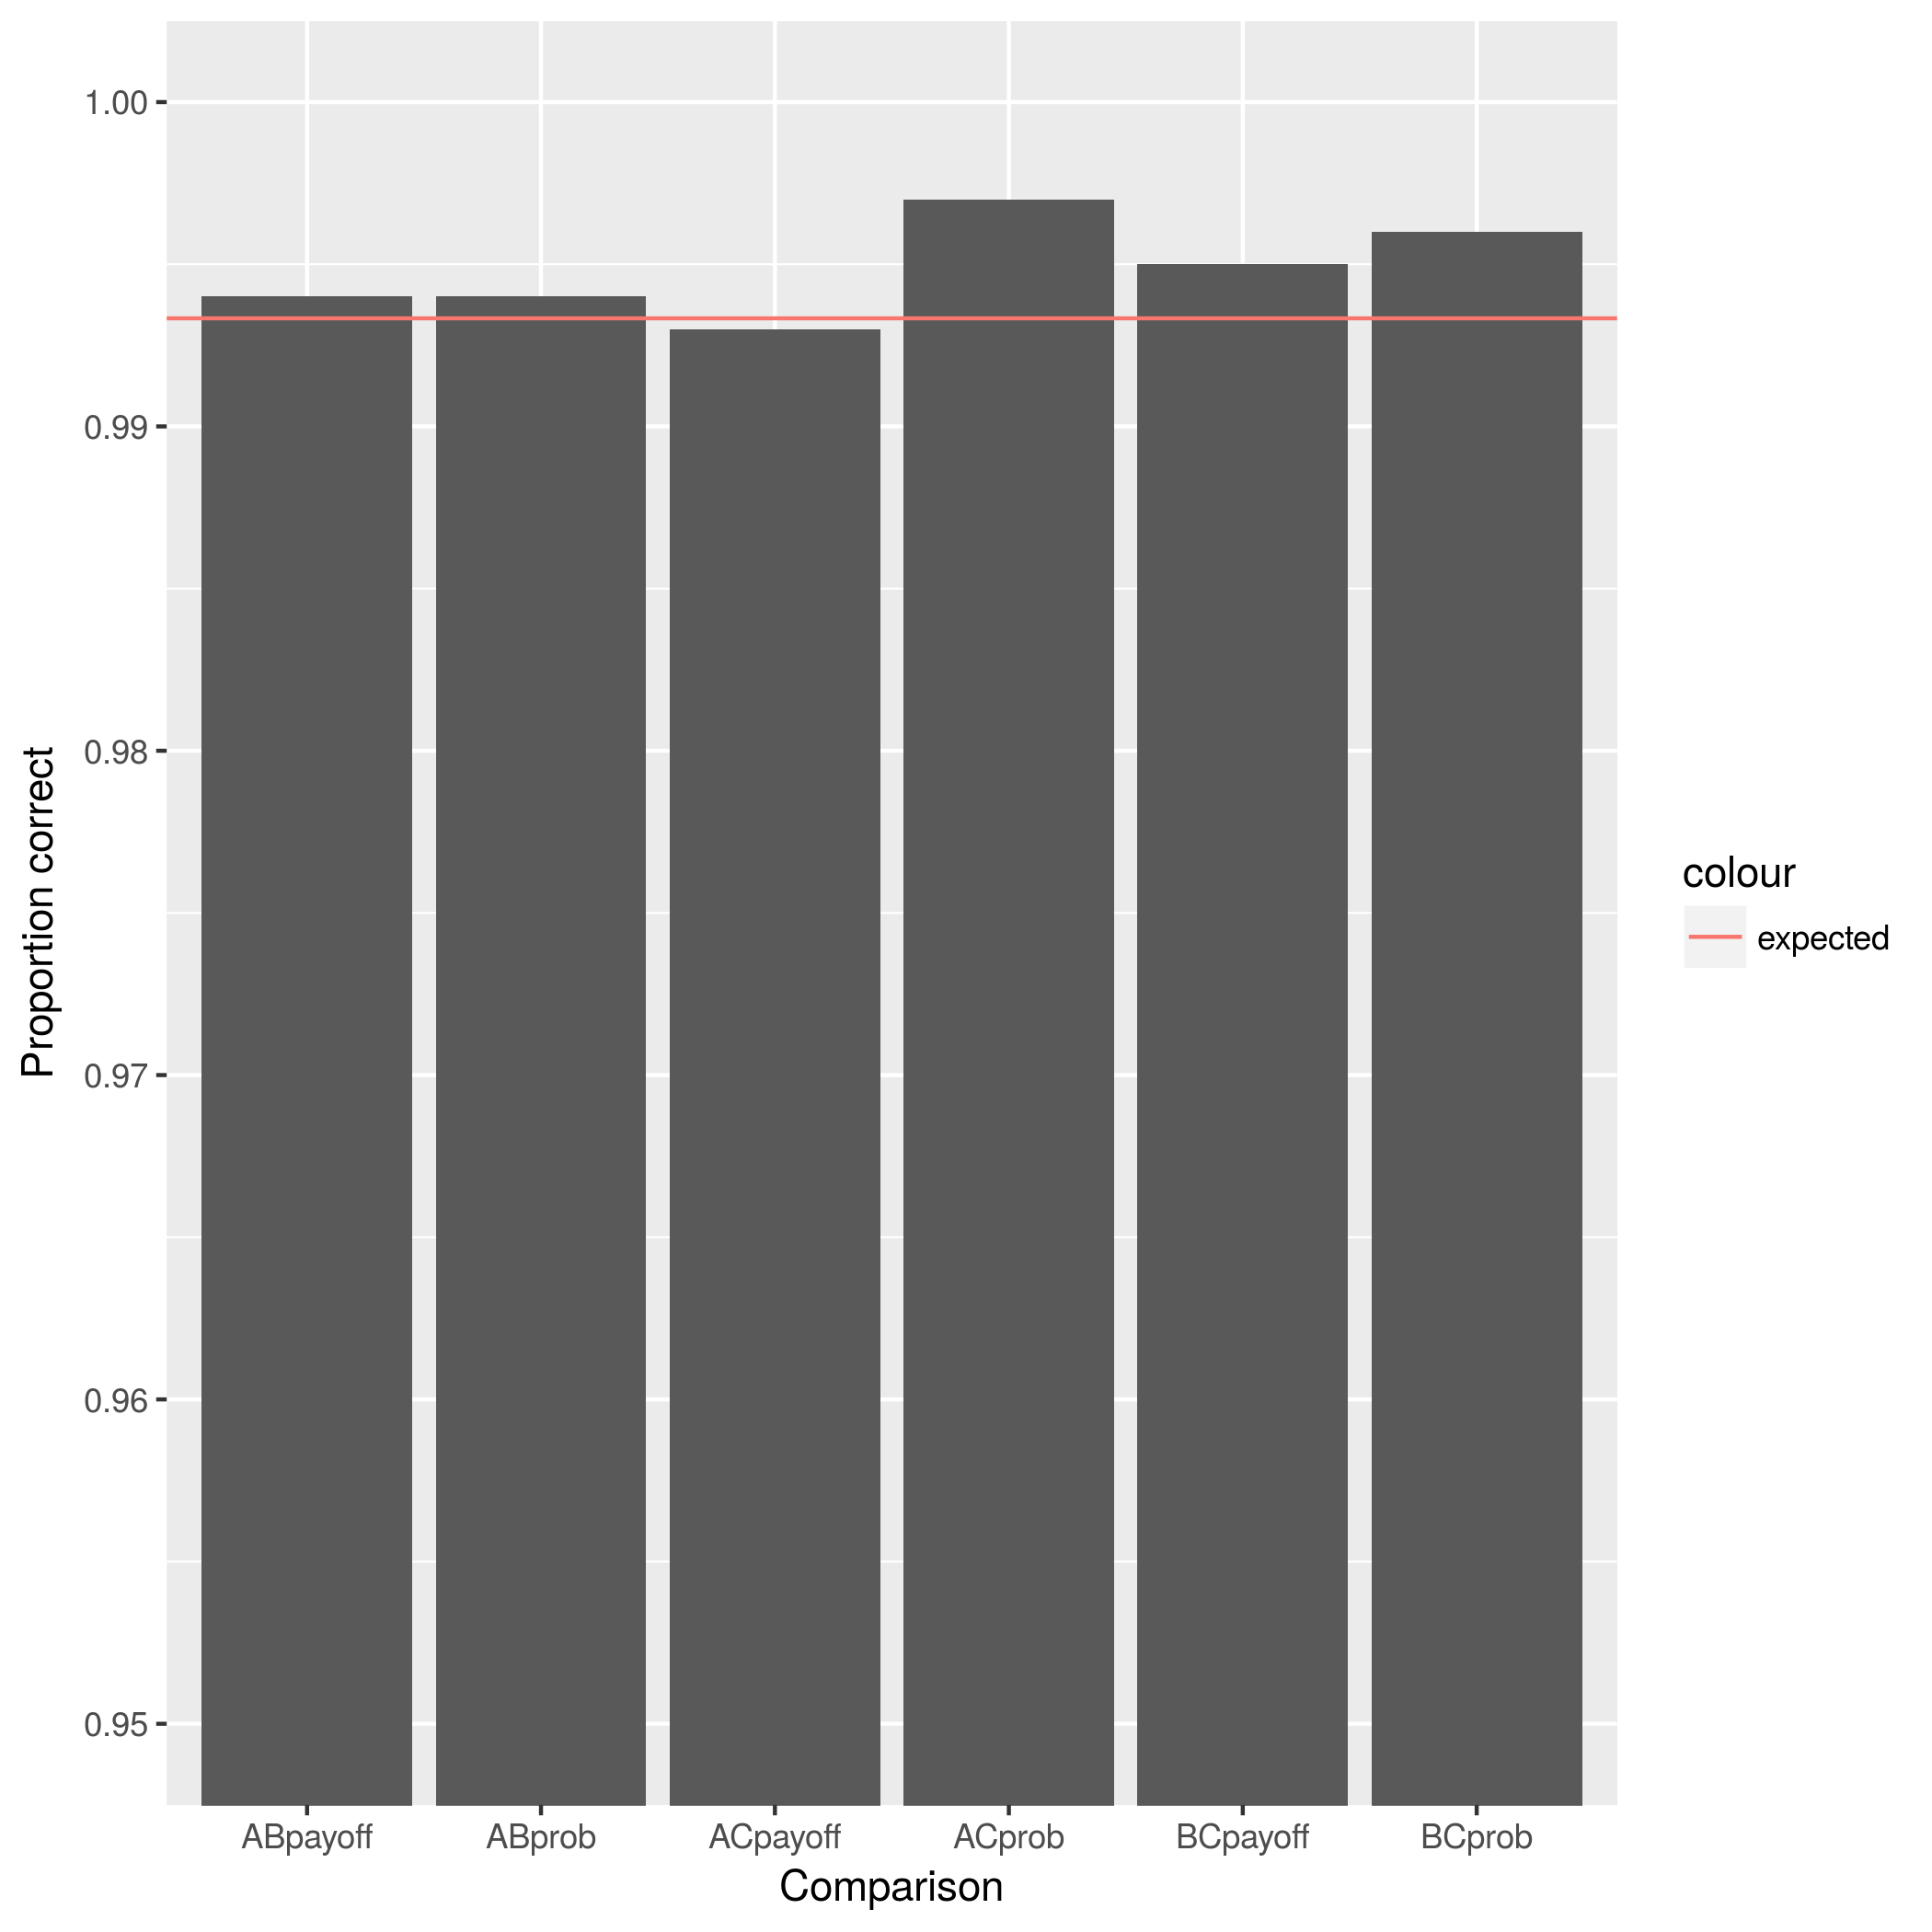 Proportion correct
1.00
0.99
0.98
0.97
0.96
0.95
ABpayoff ABprob ACpayoff ACprob BCpayoff BCprob
Comparison
colour
expected